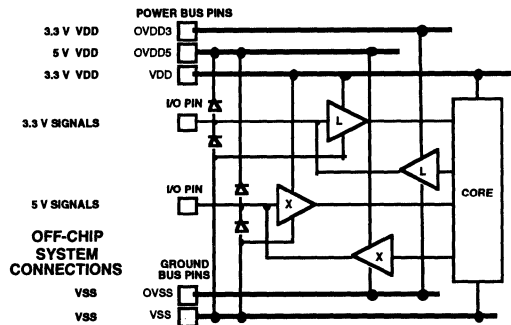 POWER BUS PINS
3.3 V VDD OVDD3
5 V VDD OVDD5
3.3 V VDD VDD
I/O PIN
3.3 V SIGNALS
L
L
CORE
I/O PIN
5 V SIGNALS
X
X
OFF-CHIP
SYSTEM
CONNECTIONS
GROUND
BUS PINS
VSS OVSS
VSS VSS